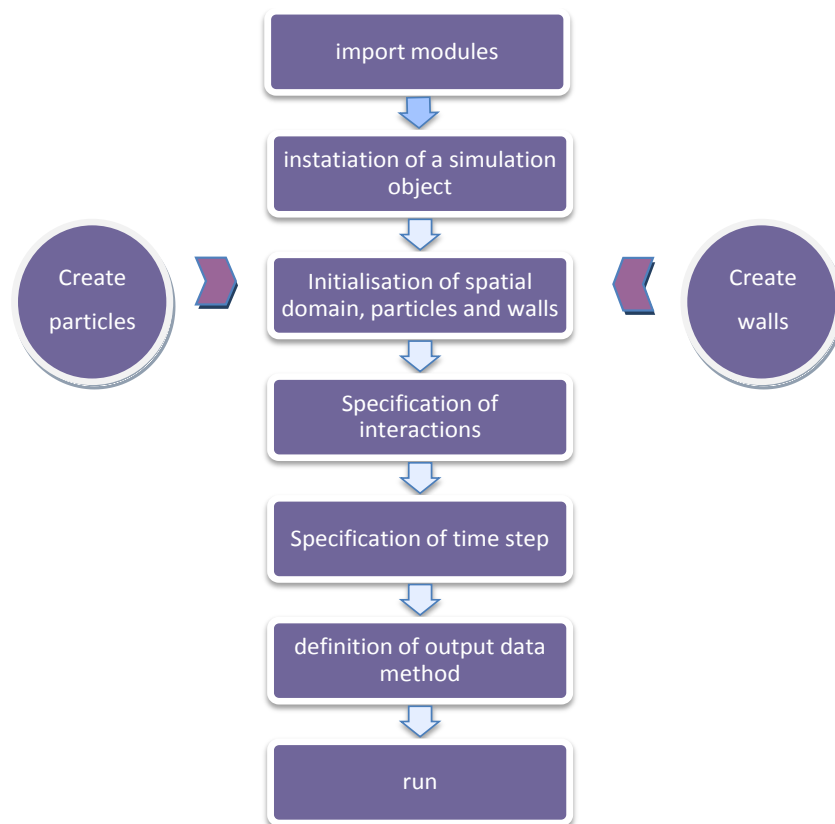 import modules
instatiation of a simulation
object
Create
particles
Initialisation of spatial
domain, particles and walls
Create
walls
Specification of
interactions
Specification of time step
definition of output data
method
run